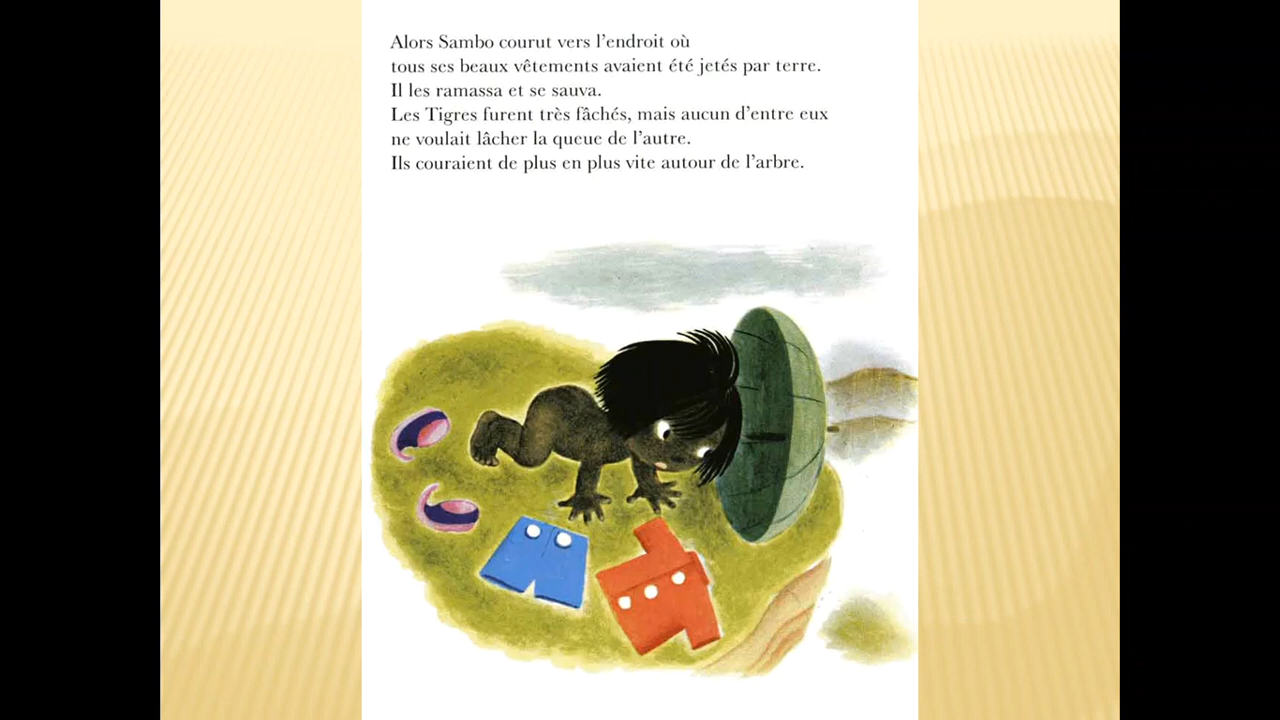 Alors Sambo courut vers l’endroit où
tous ses beaux vêtements avaient été jetés par terre.
Il les ramassa et se sauva.
Les Tigres furent très fâchés, mais aucun d’entre eux
ne voulait lâcher la queue de l’autre.
Ils couraient de plus en plus vite autour de l’arbre.